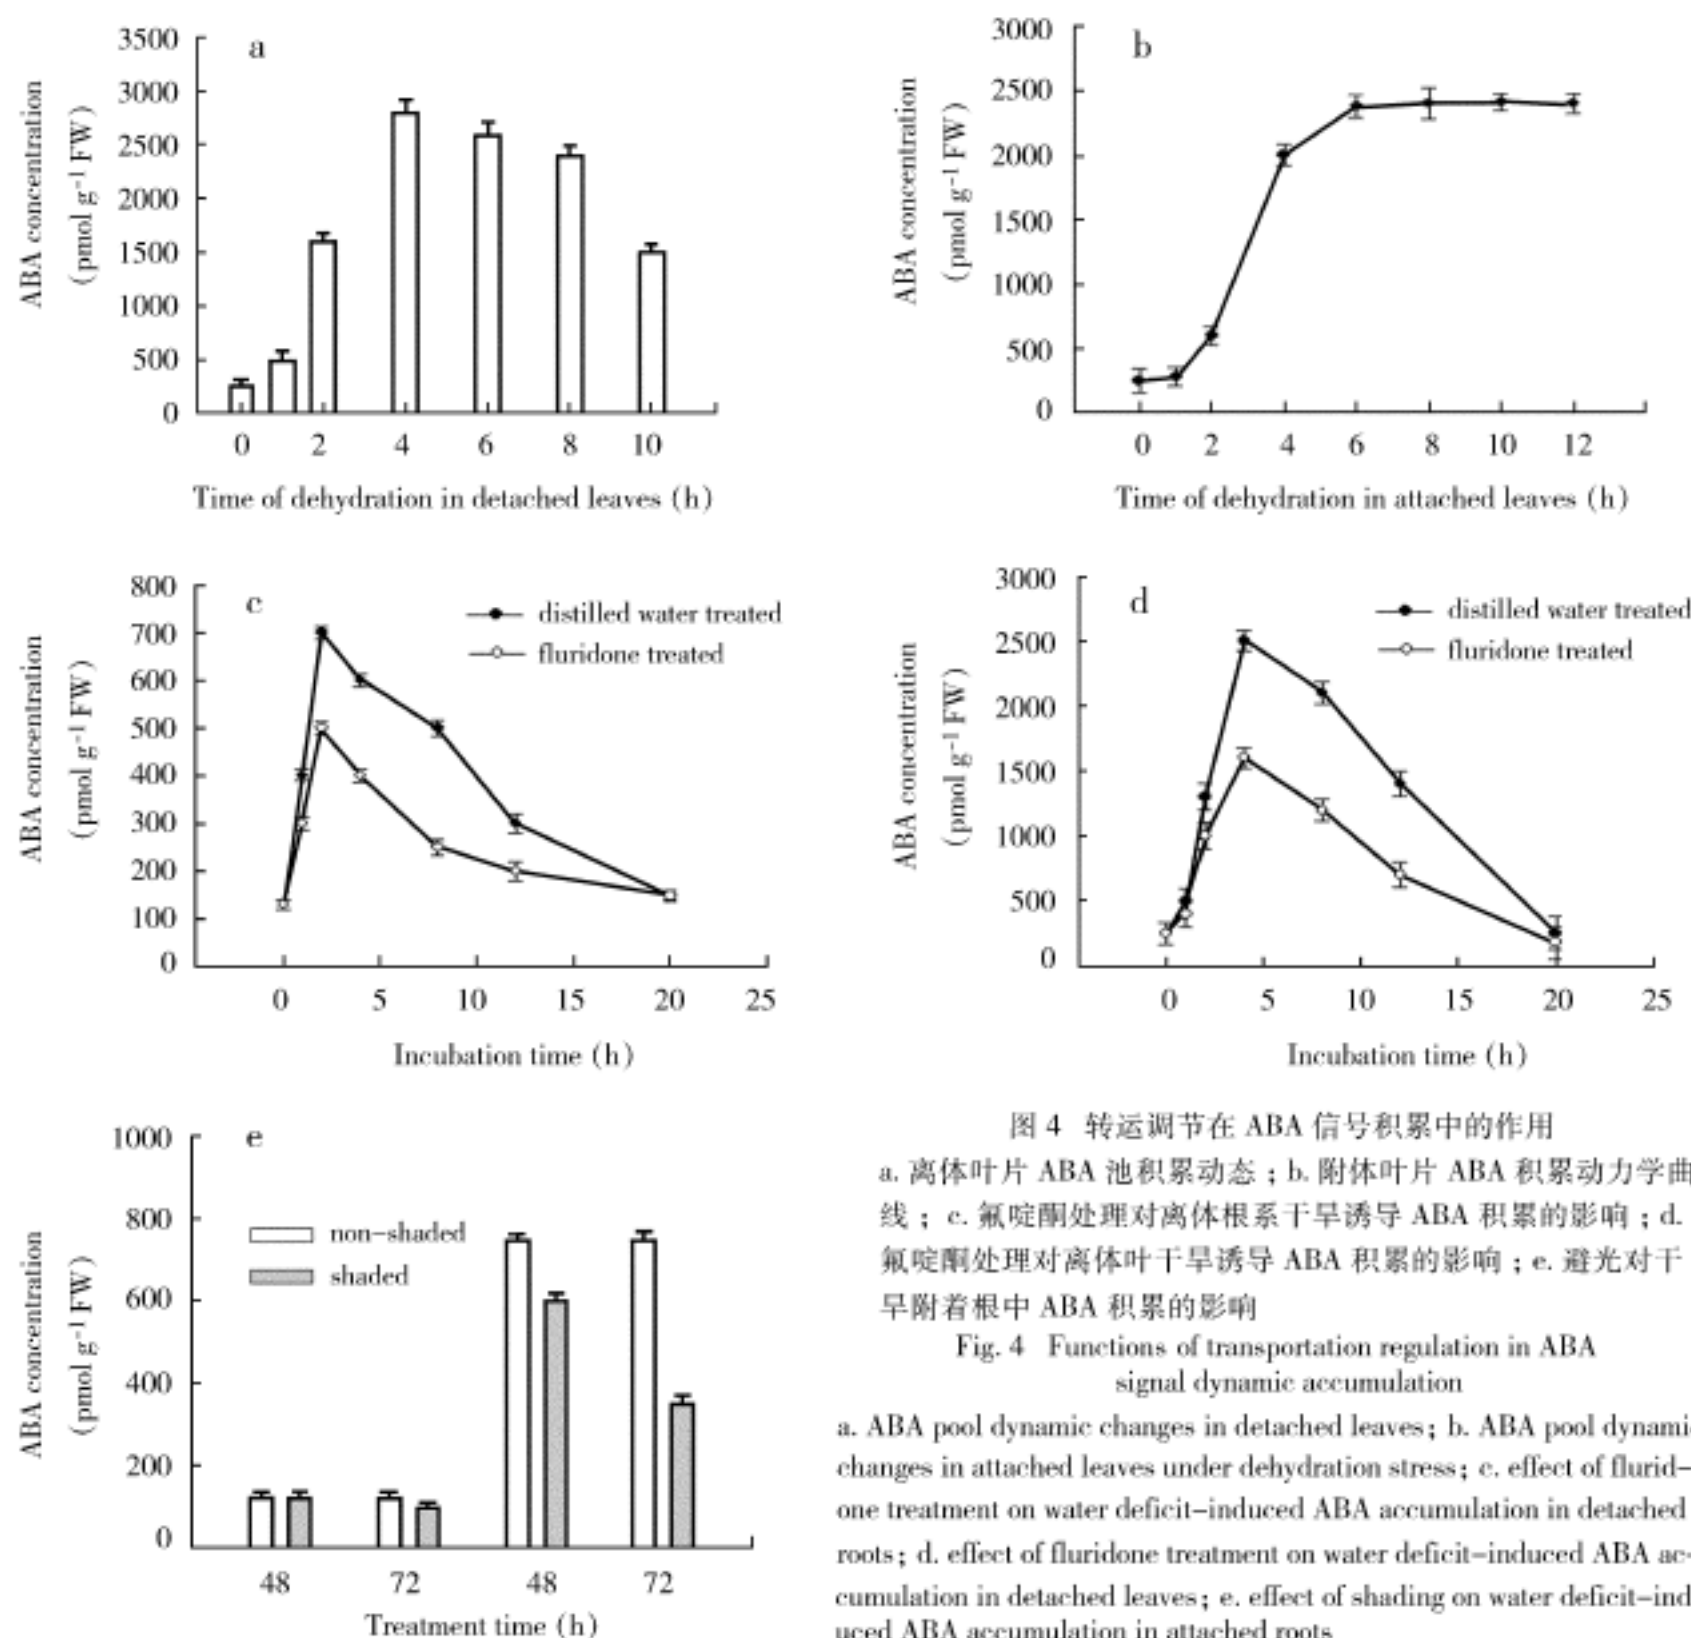 a
3500
3000
2500
2000
1500
1000
500
0
ABA concentration
(pmol g⁻¹ FW)
0 2 4 6 8 10
Time of dehydration in detached leaves (h)
b
3000
2500
2000
1500
1000
500
0
ABA concentration
(pmol g⁻¹ FW)
0 2 4 6 8 10 12
Time of dehydration in attached leaves (h)
c
800
700
600
500
400
300
200
100
0
ABA concentration
(pmol g⁻¹ FW)
distilled water treated
fluridone treated
0 5 10 15 20 25
Incubation time (h)
d
3000
2500
2000
1500
1000
500
0
ABA concentration
(pmol g⁻¹ FW)
distilled water treated
fluridone treated
0 5 10 15 20 25
Incubation time (h)
e
1000
800
600
400
200
0
ABA concentration
(pmol g⁻¹ FW)
non-shaded
shaded
48 72 48 72
Treatment time (h)
图 4 转运调节在 ABA 信号积累中的作用
a. 离体叶片 ABA 池积累动态；b. 附体叶片 ABA 积累动力学曲
线；c. 氟啶酮处理对离体根系干旱诱导 ABA 积累的影响；d.
氟啶酮处理对离体叶干旱诱导 ABA 积累的影响；e. 避光对干
旱附着根中 ABA 积累的影响
Fig. 4 Functions of transportation regulation in ABA
signal dynamic accumulation
a. ABA pool dynamic changes in detached leaves; b. ABA pool dynamic
changes in attached leaves under dehydration stress; c. effect of flurid-
one treatment on water deficit-induced ABA accumulation in detached
roots; d. effect of fluridone treatment on water deficit-induced ABA ac-
cumulation in detached leaves; e. effect of shading on water deficit-ind
uced ABA accumulation in attached roots